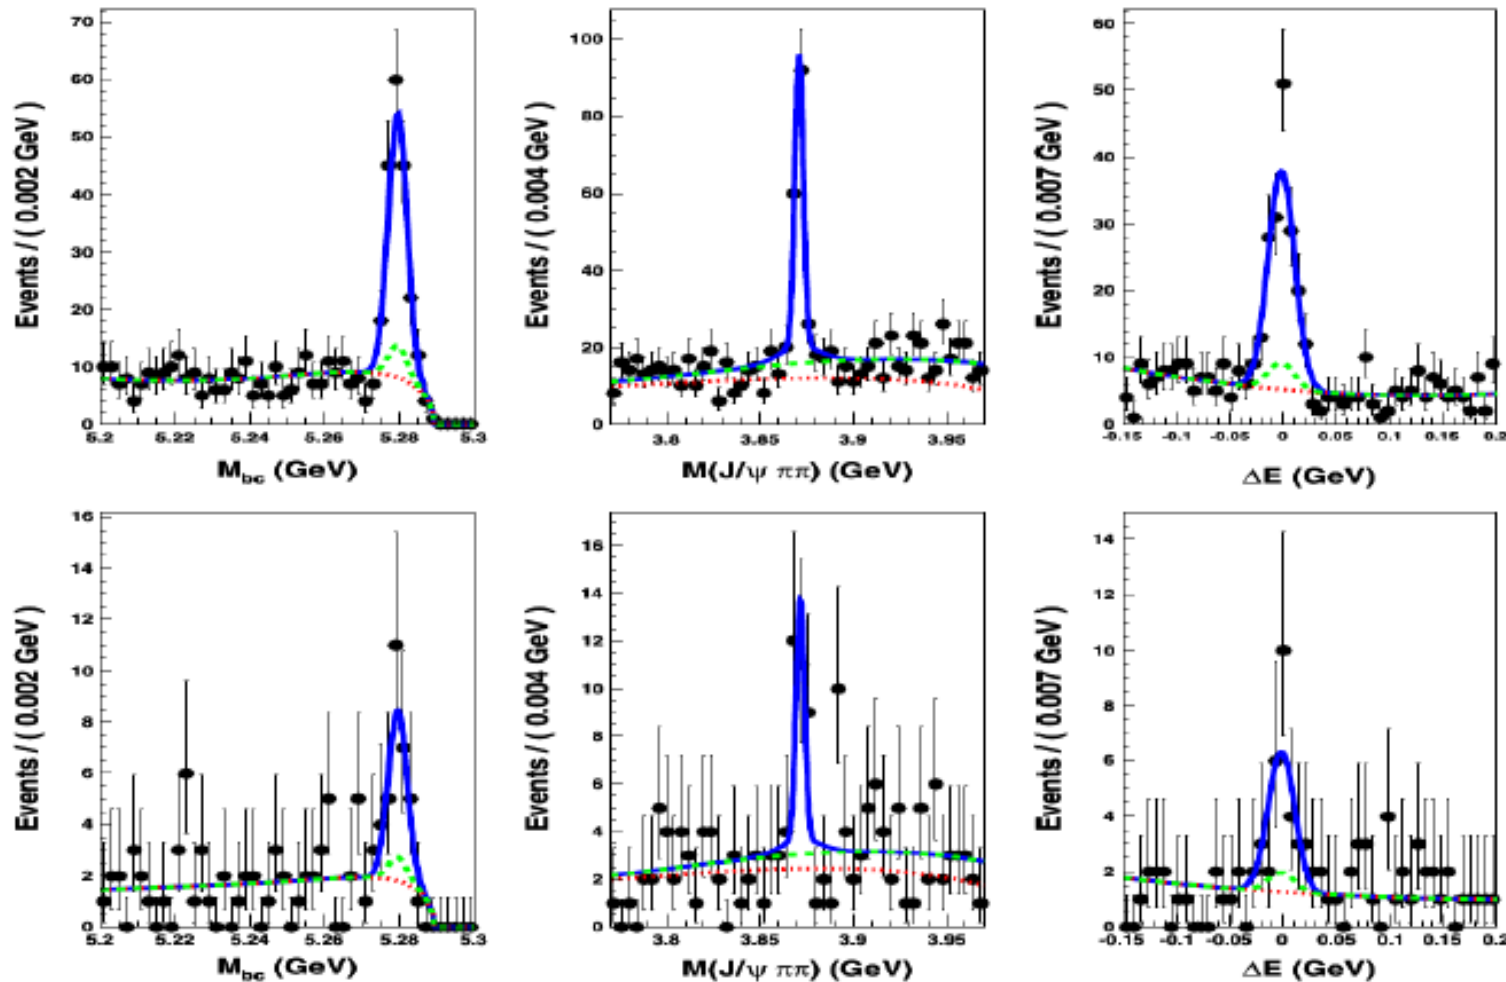 Events / ( 0.002 GeV )
70
60
50
40
30
20
10
0
5.2 5.22 5.24 5.26 5.28 5.3
M_bc (GeV)
Events / ( 0.004 GeV )
100
80
60
40
20
0
3.8 3.85 3.9 3.95
M(J/ψ ππ) (GeV)
Events / ( 0.007 GeV )
60
50
40
30
20
10
0
-0.15 -0.1 -0.05 0 0.05 0.1 0.15 0.2
ΔE (GeV)
Events / ( 0.002 GeV )
16
14
12
10
8
6
4
2
0
5.2 5.22 5.24 5.26 5.28 5.3
M_bc (GeV)
Events / ( 0.004 GeV )
16
14
12
10
8
6
4
2
0
3.8 3.85 3.9 3.95
M(J/ψ ππ) (GeV)
Events / ( 0.007 GeV )
14
12
10
8
6
4
2
0
-0.15 -0.1 -0.05 0 0.05 0.1 0.15 0.2
ΔE (GeV)